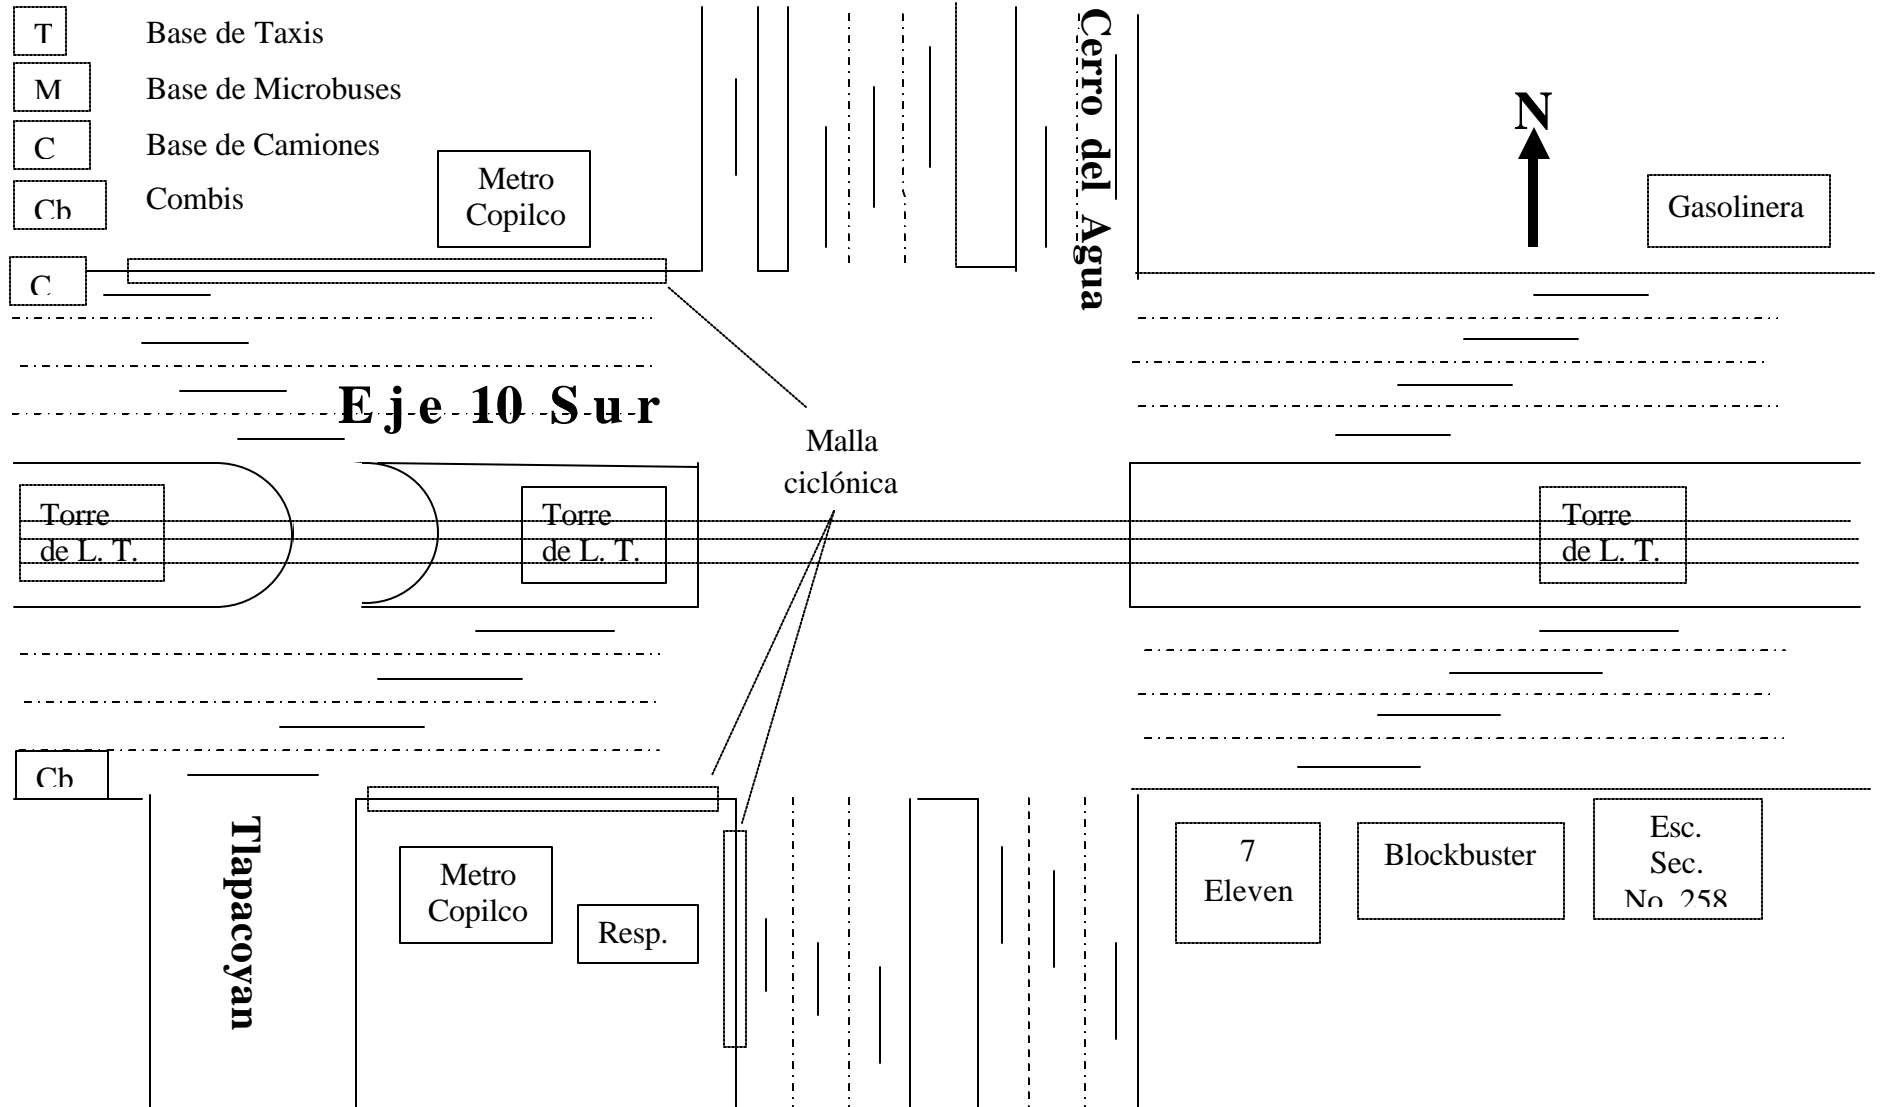 T Base de Taxis
M Base de Microbuses
C Base de Camiones
Cb Combis
Metro
Copilco
Cerro del Agua
N
Gasolinera
C
Eje 10 Sur
Malla
ciclónica
Torre
de L. T.
Torre
de L. T.
Torre
de L. T.
Cb
Tlapacoyan
Metro
Copilco
Resp.
7
Eleven
Blockbuster
Esc.
Sec.
No. 258